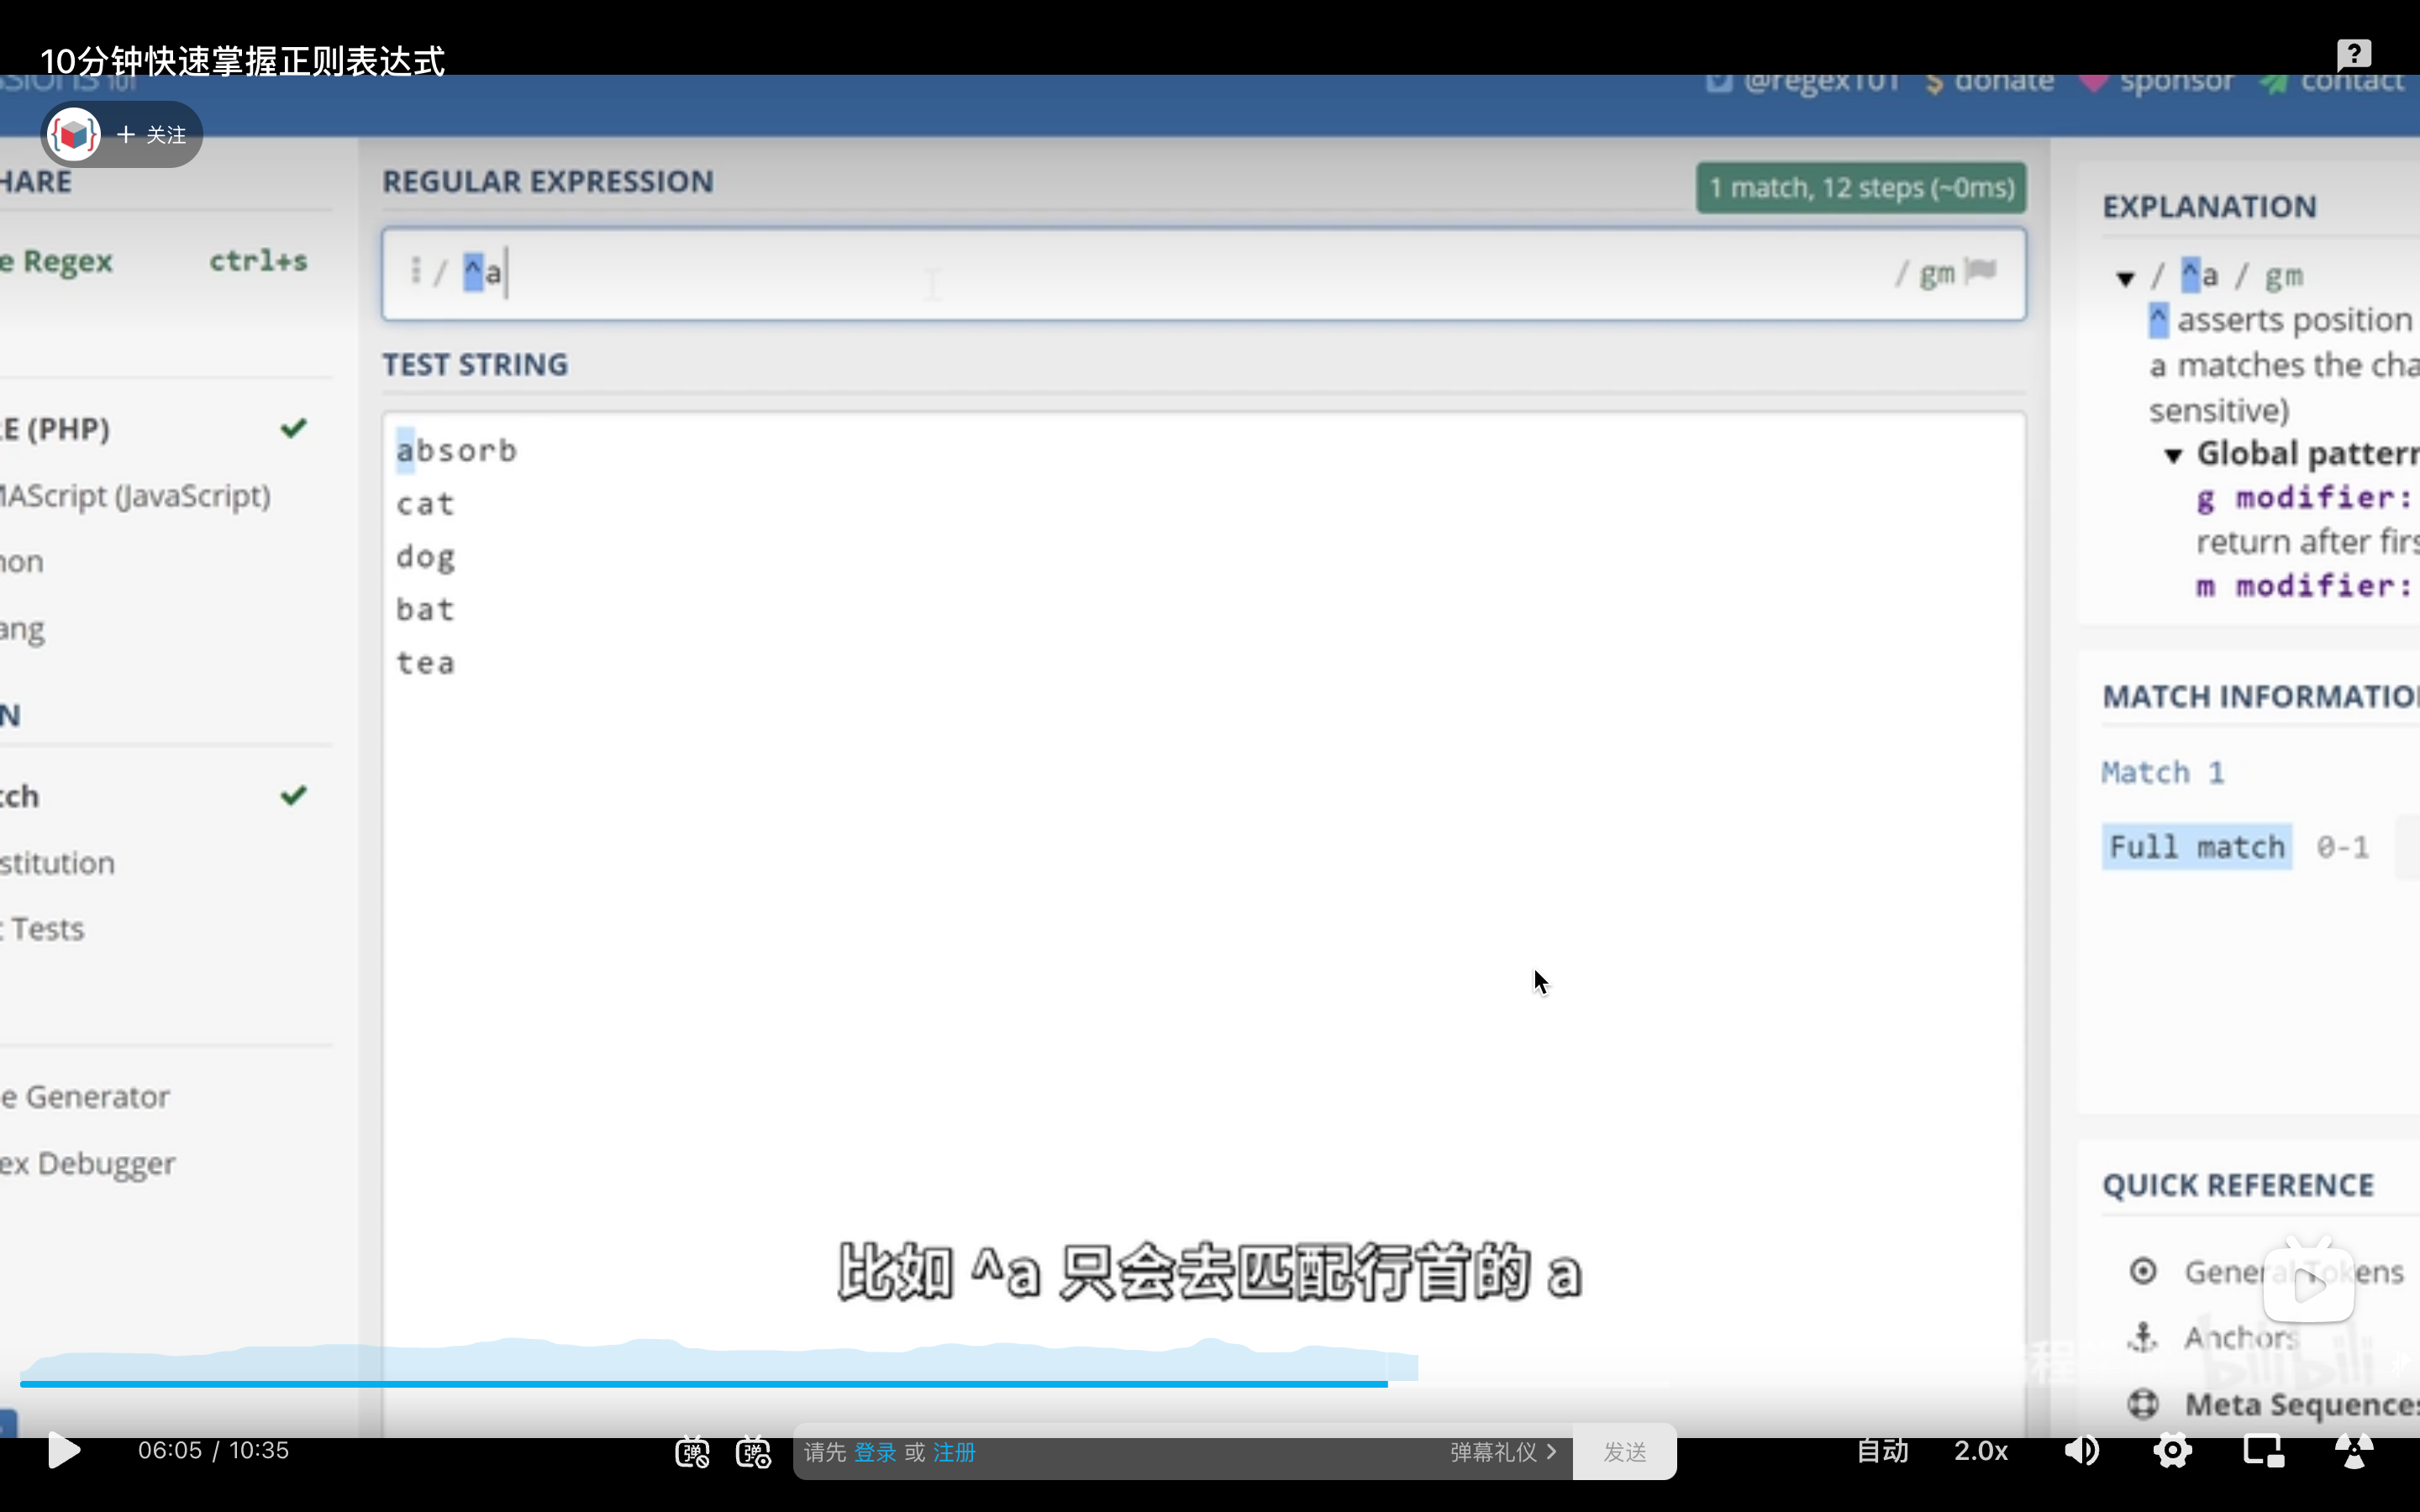 10分钟快速掌握正则表达式
@regex101 $ donate sponsor contact
+ 关注
HARE
e Regex ctrl+s
E (PHP)
MAScript (JavaScript)
hon
ang
N
tch
stitution
t Tests
e Generator
ex Debugger
REGULAR EXPRESSION
1 match, 12 steps (~0ms)
/ ^a / gm
TEST STRING
absorb
cat
dog
bat
tea
EXPLANATION
/ ^a / gm
^ asserts position
a matches the cha
sensitive)
Global pattern
g modifier:
return after firs
m modifier:
MATCH INFORMATIO
Match 1
Full match 0-1
QUICK REFERENCE
General Tokens
Anchors
Meta Sequences
比如 ^a 只会去匹配行首的 a
bilibili
06:05 / 10:35
请先 登录 或 注册
弹幕礼仪 >
发送
自动
2.0x